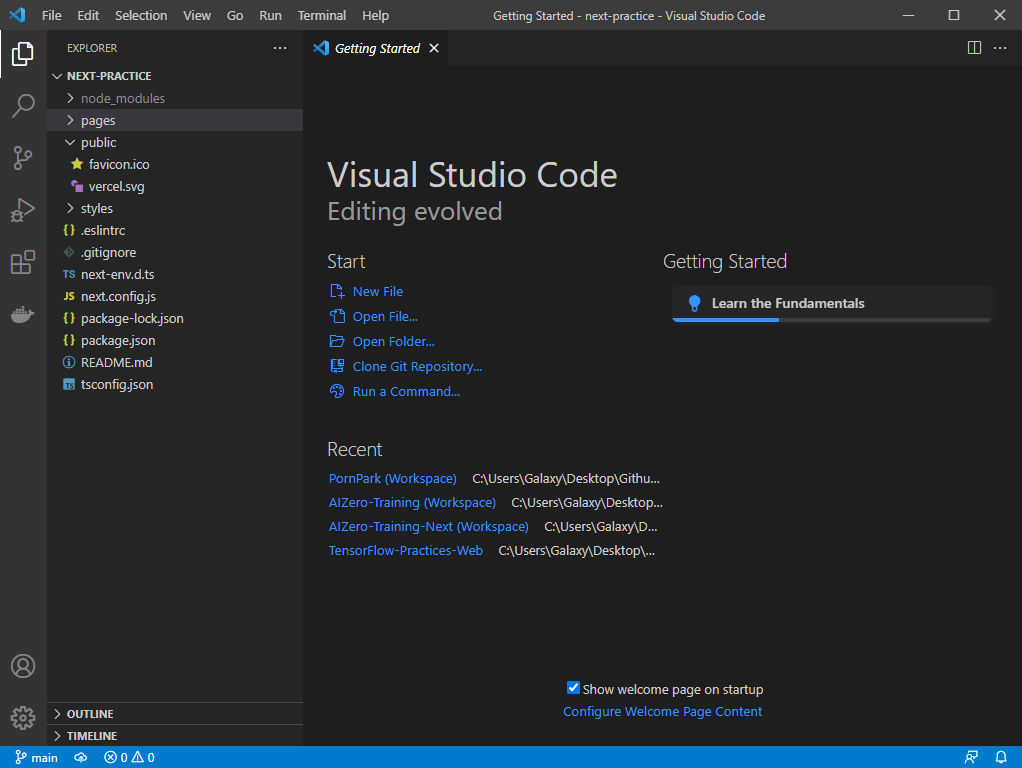 File Edit Selection View Go Run Terminal Help
Getting Started - next-practice - Visual Studio Code
EXPLORER
NEXT-PRACTICE
node_modules
pages
public
favicon.ico
vercel.svg
styles
{} .eslintrc
.gitignore
TS next-env.d.ts
JS next.config.js
{} package-lock.json
{} package.json
README.md
TS tsconfig.json
OUTLINE
TIMELINE
Getting Started
Visual Studio Code
Editing evolved
Start
New File
Open File...
Open Folder...
Clone Git Repository...
Run a Command...
Recent
PornPark (Workspace) C:\Users\Galaxy\Desktop\Githu...
AIZero-Training (Workspace) C:\Users\Galaxy\Desktop...
AIZero-Training-Next (Workspace) C:\Users\Galaxy\D...
TensorFlow-Practices-Web C:\Users\Galaxy\Desktop\...
Getting Started
Learn the Fundamentals
Show welcome page on startup
Configure Welcome Page Content
main 0 0